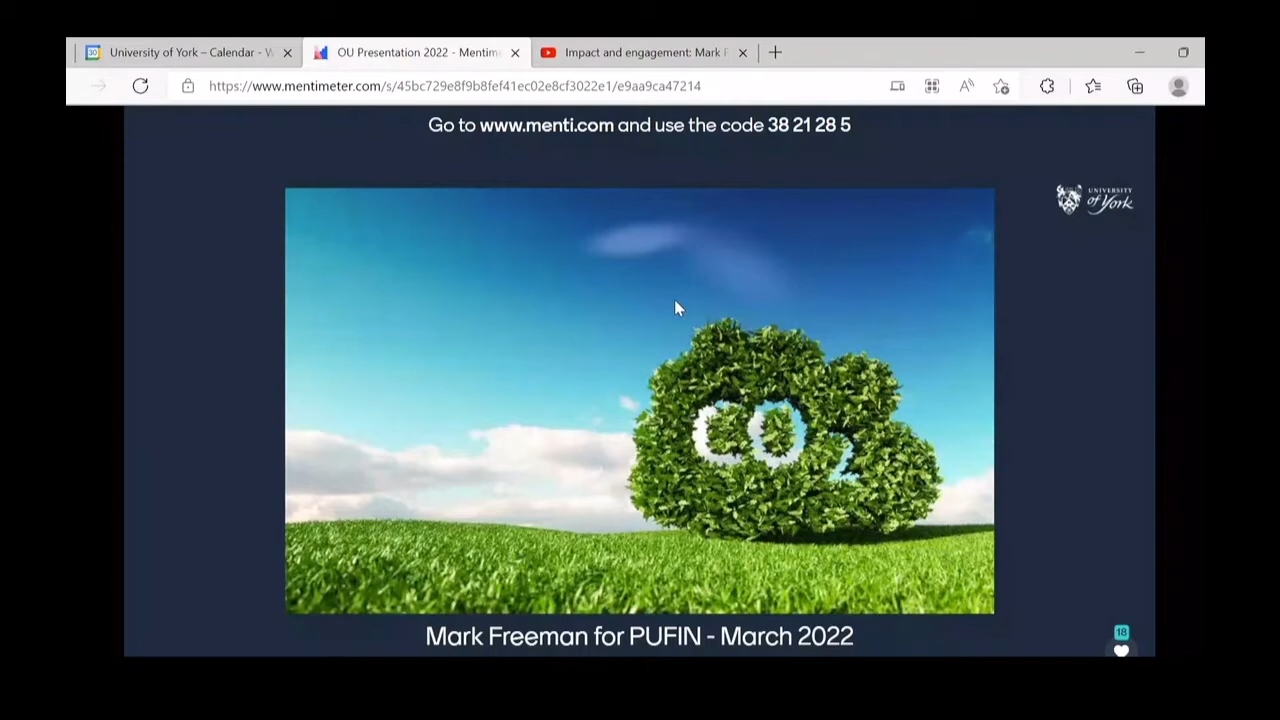 30
University of York – Calendar - W
OU Presentation 2022 - Mentim
Impact and engagement: Mark F
https://www.mentimeter.com/s/45bc729e8f9b8fef41ec02e8cf3022e1/e9aa9ca47214
Go to www.menti.com and use the code 38 21 28 5
UNIVERSITY
of York
CO2
Mark Freeman for PUFIN - March 2022
18